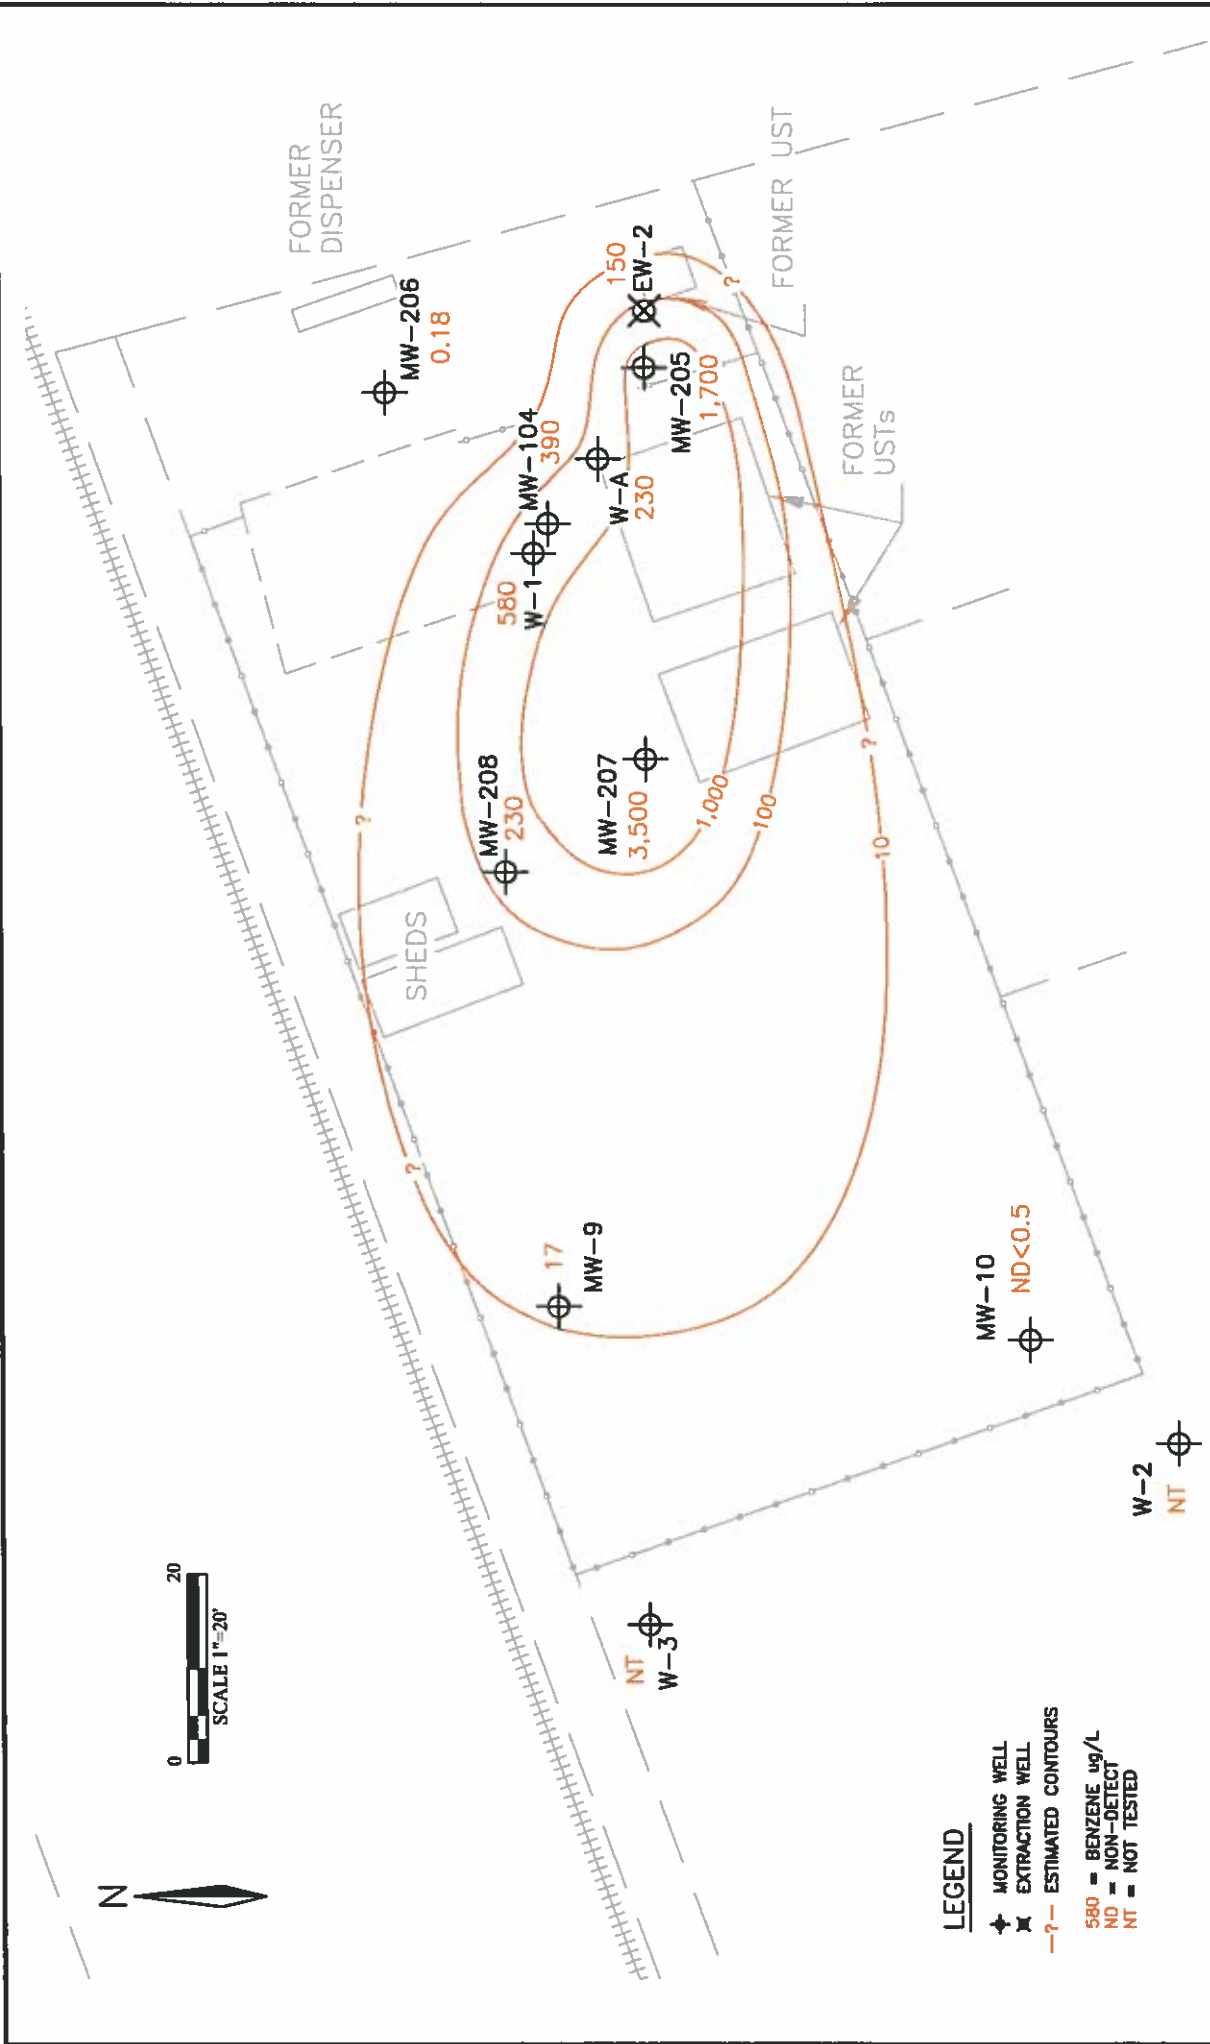 N
0
20
SCALE 1"=20'
FORMER
DISPENSER
MW-206
0.18
150
EW-2
FORMER UST
?
MW-104
390
MW-205
1,700
W-A
230
FORMER
USTs
580
W-1
?
MW-208
230
MW-207
3,500
1,000
100
?
10
SHEDS
?
17
MW-9
MW-10
ND<0.5
W-2
NT
NT
W-3
LEGEND
MONITORING WELL
EXTRACTION WELL
—?— ESTIMATED CONTOURS
580 = BENZENE ug/L
ND = NON-DETECT
NT = NOT TESTED